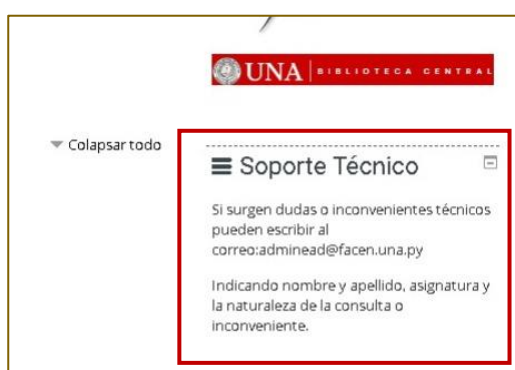 UNA BIBLIOTECA CENTRAL
Colapsar todo
Soporte Técnico
Si surgen dudas o inconvenientes técnicos
pueden escribir al
correo:adminead@facen.una.py
Indicando nombre y apellido, asignatura y
la naturaleza de la consulta o
inconveniente.